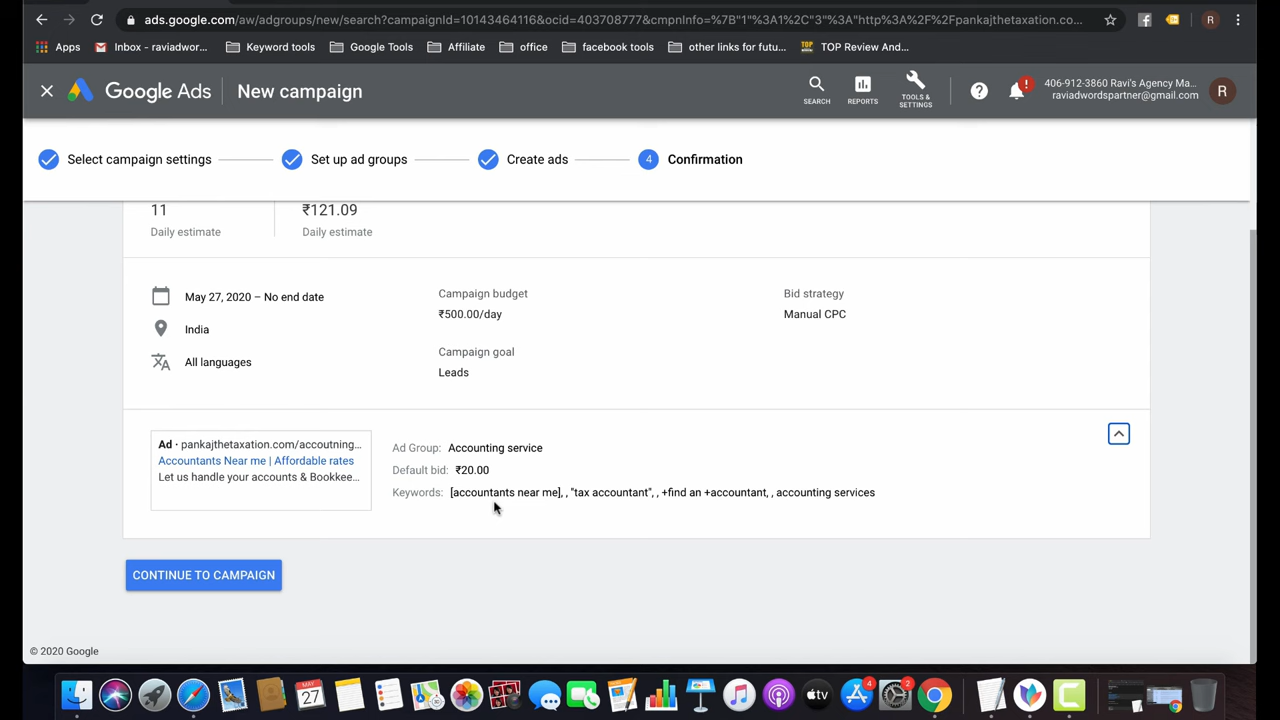 ads.google.com/aw/adgroups/new/search?campaignId=10143464116&ocid=403708777&cmpnInfo=%7B"1"%3A1%2C"3"%3A"http%3A%2F%2Fpankajthetaxation.co...
R
Apps
Inbox - raviadwor...
Keyword tools
Google Tools
Affiliate
office
facebook tools
other links for futu...
TOP
TOP Review And...
Google Ads
New campaign
SEARCH
REPORTS
TOOLS & SETTINGS
406-912-3860 Ravi's Agency Ma...
raviadwordspartner@gmail.com
R
Select campaign settings
Set up ad groups
Create ads
4
Confirmation
11
₹121.09
Daily estimate
Daily estimate
May 27, 2020 – No end date
India
All languages
Campaign budget
₹500.00/day
Campaign goal
Leads
Bid strategy
Manual CPC
Ad · pankajthetaxation.com/accoutning...
Accountants Near me | Affordable rates
Let us handle your accounts & Bookkee...
Ad Group: Accounting service
Default bid: ₹20.00
Keywords: [accountants near me], , "tax accountant", , +find an +accountant, , accounting services
CONTINUE TO CAMPAIGN
© 2020 Google
MAY
27
tv
4
2